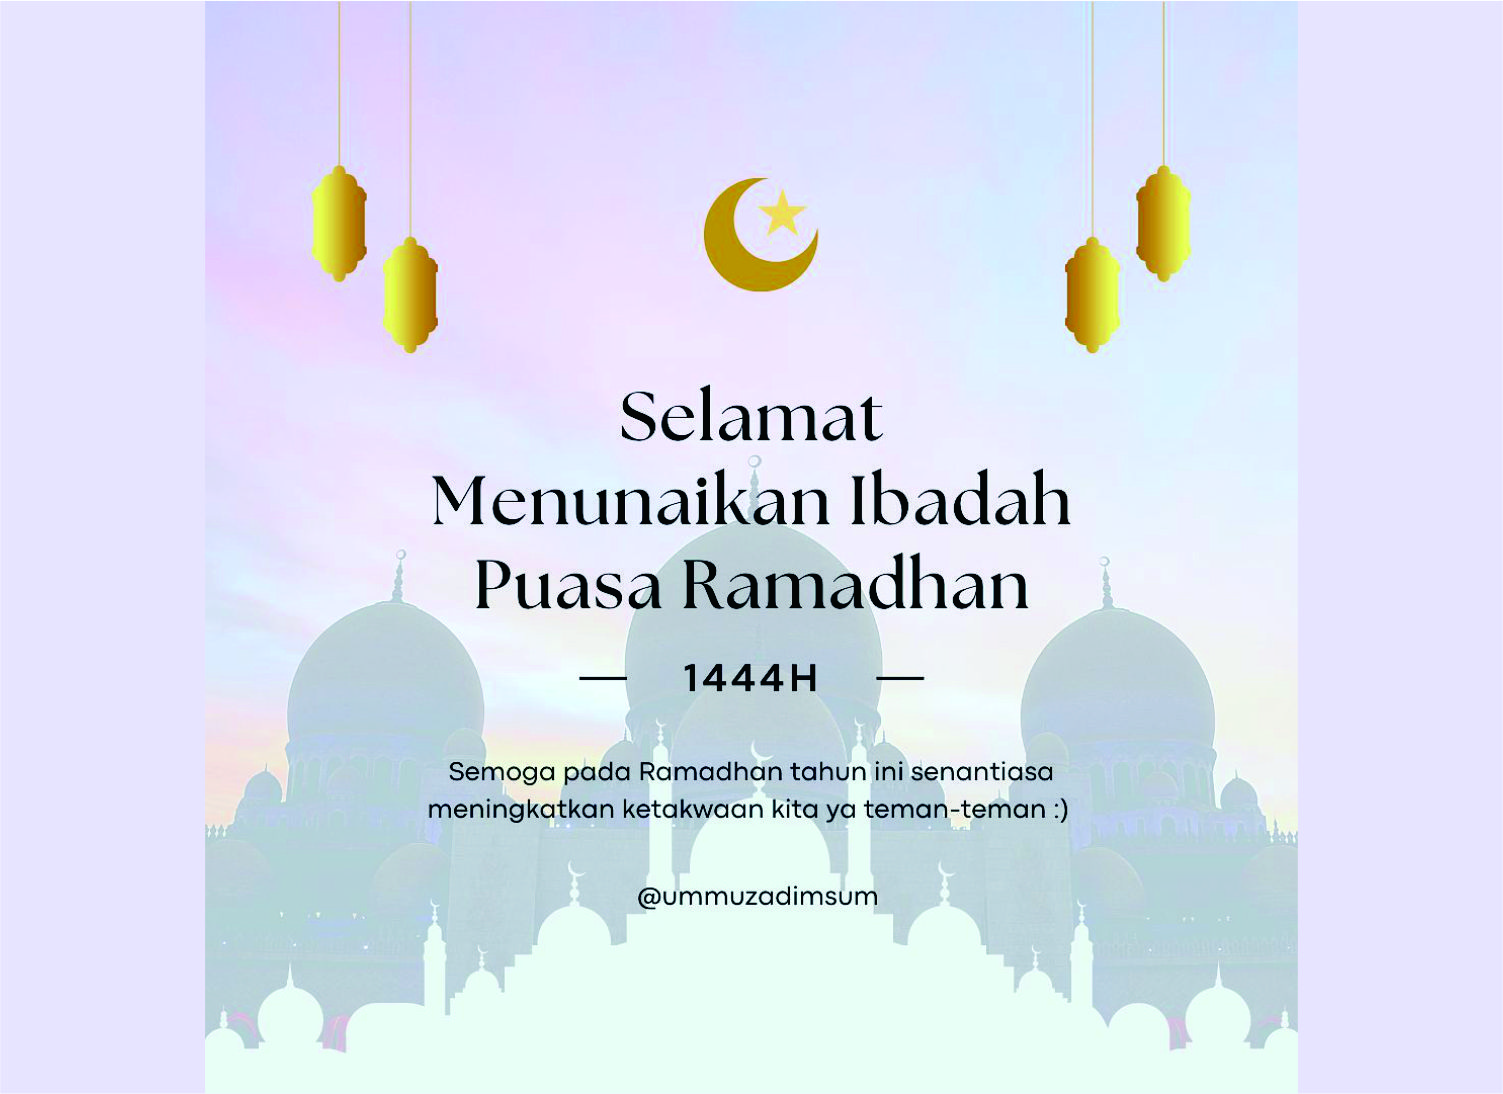 Selamat
Menunaikan Ibadah
Puasa Ramadhan
— 1444H —
Semoga pada Ramadhan tahun ini senantiasa
meningkatkan ketakwaan kita ya teman-teman :)
@ummuzadimsum